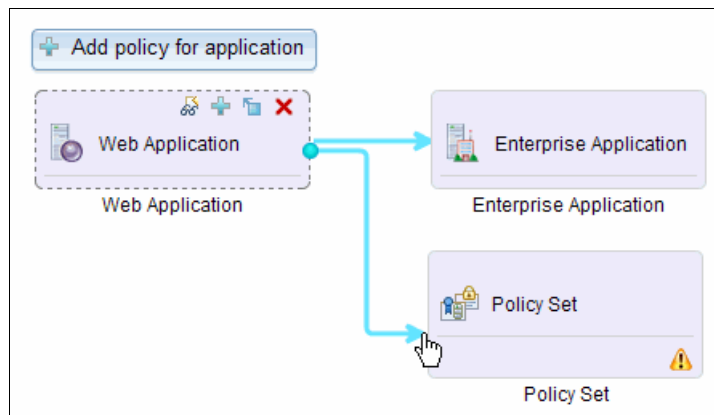 Add policy for application
Web Application
Enterprise Application
Web Application
Enterprise Application
Policy Set
Policy Set